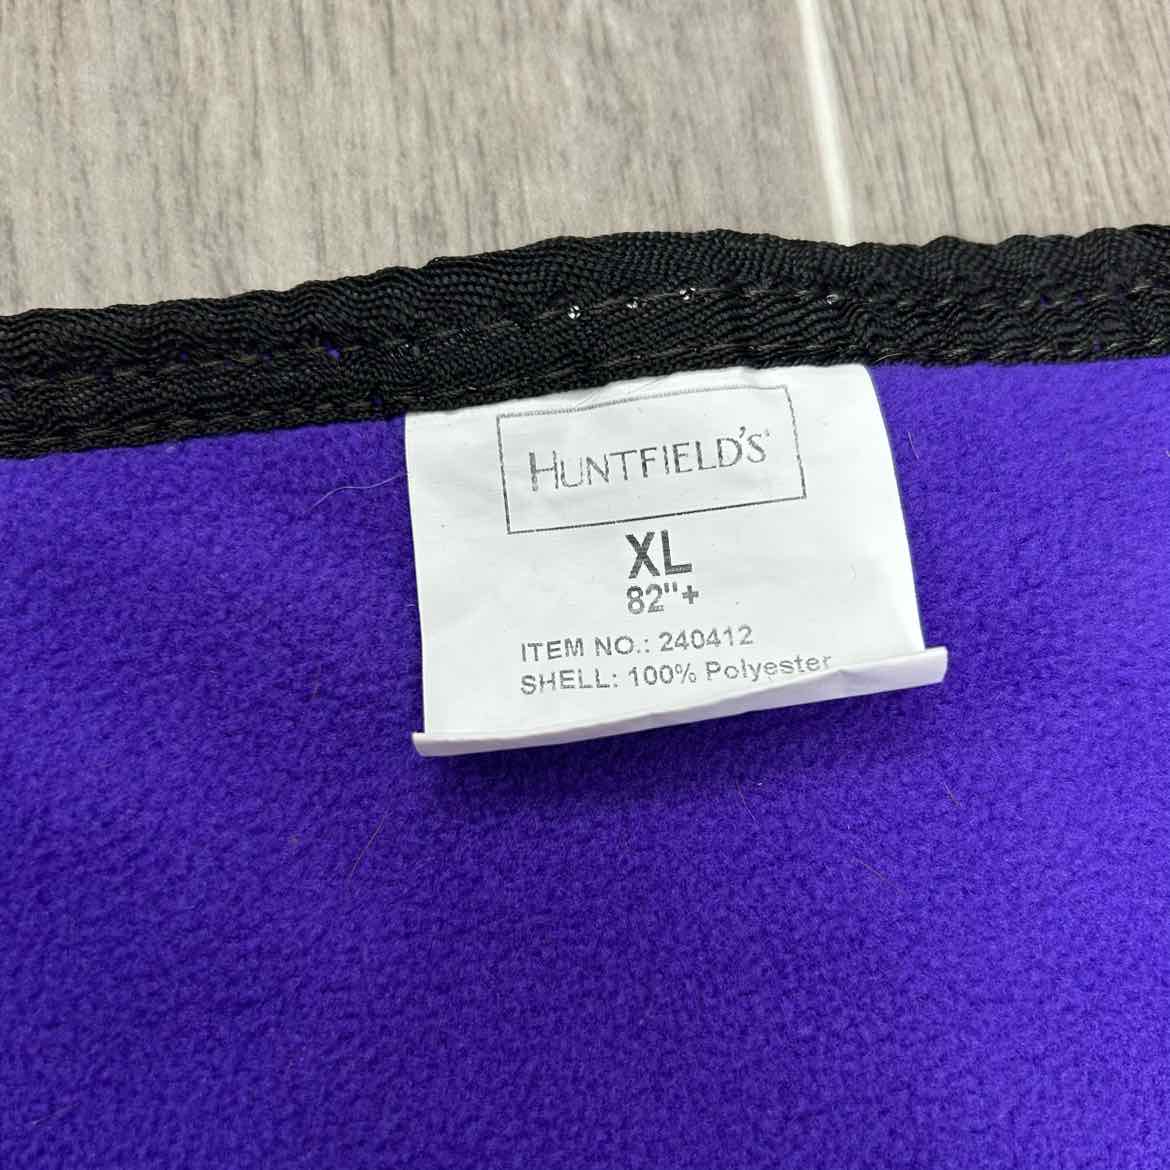 HUNTFIELD'S
XL
82"+
ITEM NO.: 240412
SHELL: 100% Polyester